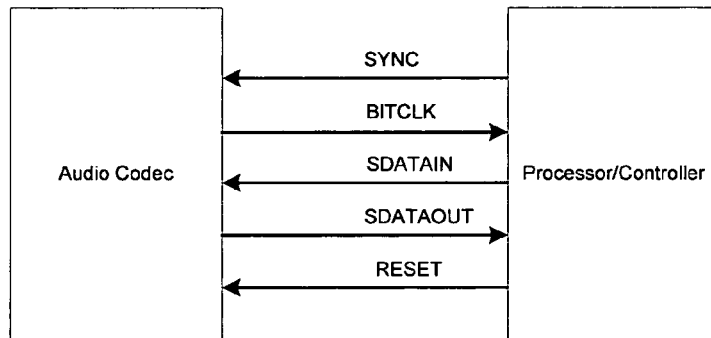 SYNC
BITCLK
Audio Codec
SDATAIN
Processor/Controller
SDATAOUT
RESET